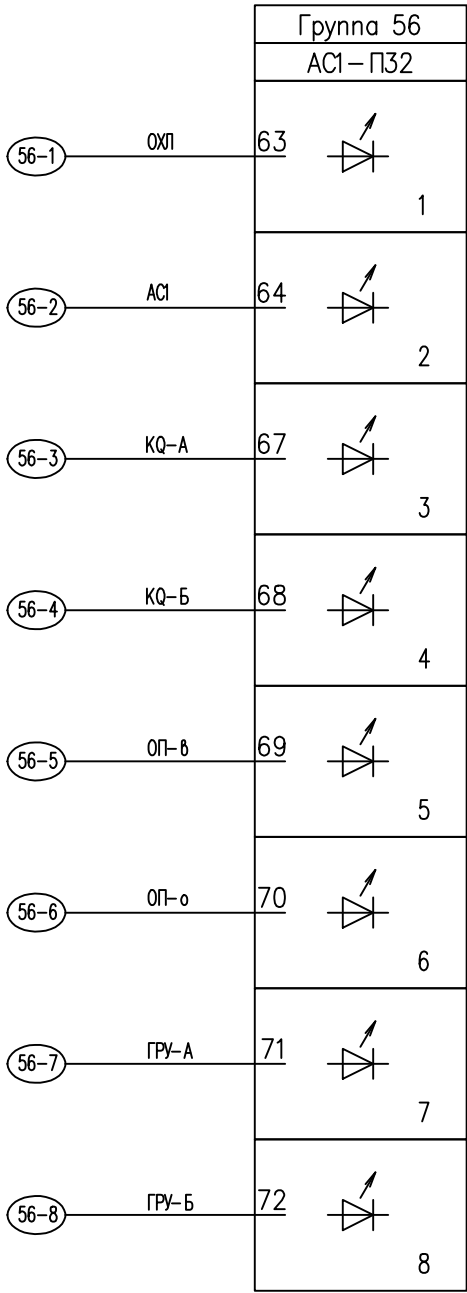 Группа 56
АС1-П32
56-1 ОХЛ 63
1
56-2 АС1 64
2
56-3 KQ-А 67
3
56-4 KQ-Б 68
4
56-5 ОП-в 69
5
56-6 ОП-о 70
6
56-7 ГРУ-А 71
7
56-8 ГРУ-Б 72
8